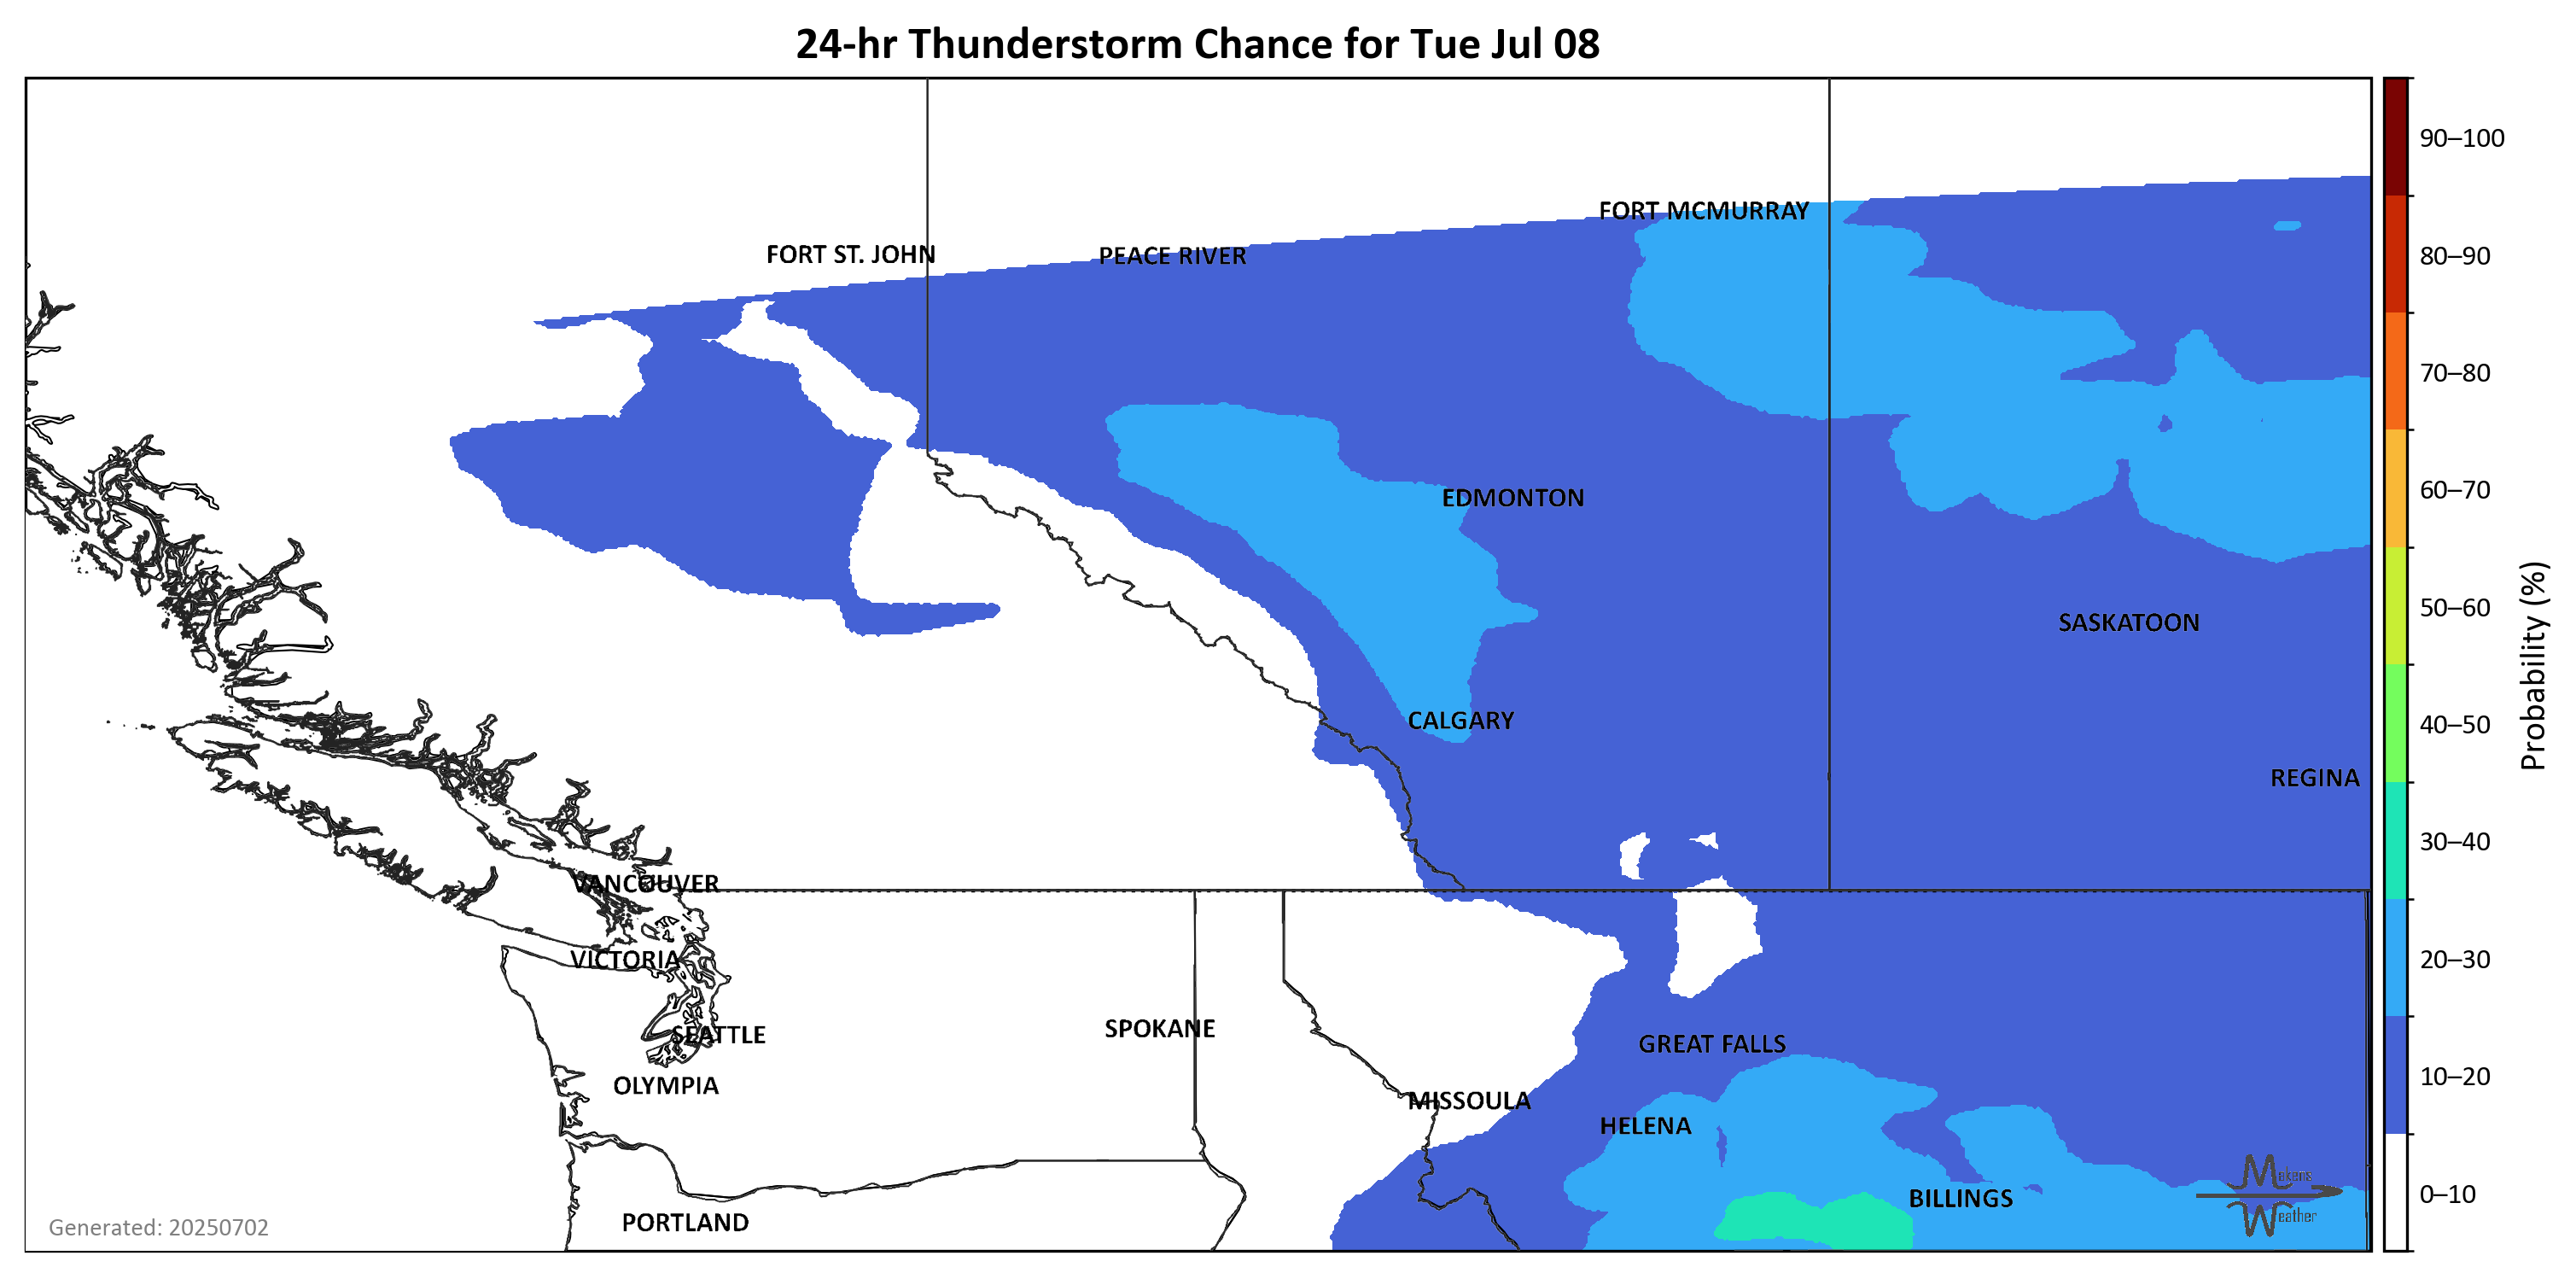 24-hr Thunderstorm Chance for Tue Jul 08
90–100
FORT MCMURRAY
FORT ST. JOHN
PEACE RIVER
80–90
70–80
EDMONTON
60–70
SASKATOON
50–60
CALGARY
40–50
Probability (%)
REGINA
30–40
VANCOUVER
VICTORIA
20–30
SEATTLE
SPOKANE
GREAT FALLS
OLYMPIA
MISSOULA
HELENA
10–20
Mekens
Weather
BILLINGS
0–10
PORTLAND
Generated: 20250702